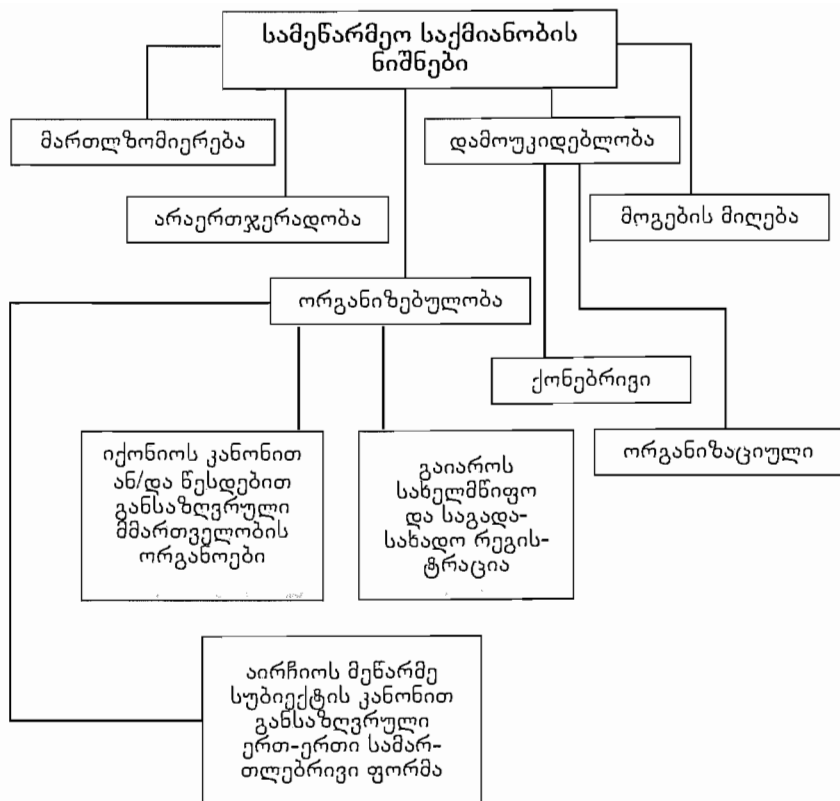 სამეწარმეო საქმიანობის
ნიშნები
მართლზომიერება
დამოუკიდებლობა
არაერთჯერადობა
მოგების მიღება
ორგანიზებულობა
ქონებრივი
ორგანიზაციული
იქონიოს კანონით
ან/და წესდებით
განსაზღვრული
მმართველობის
ორგანოები
გაიაროს
სახელმწიფო
და საგადა-
სახადო რეგის-
ტრაცია
აირჩიოს მეწარმე
სუბიექტის კანონით
განსაზღვრული
ერთ-ერთი სამარ-
თლებრივი ფორმა